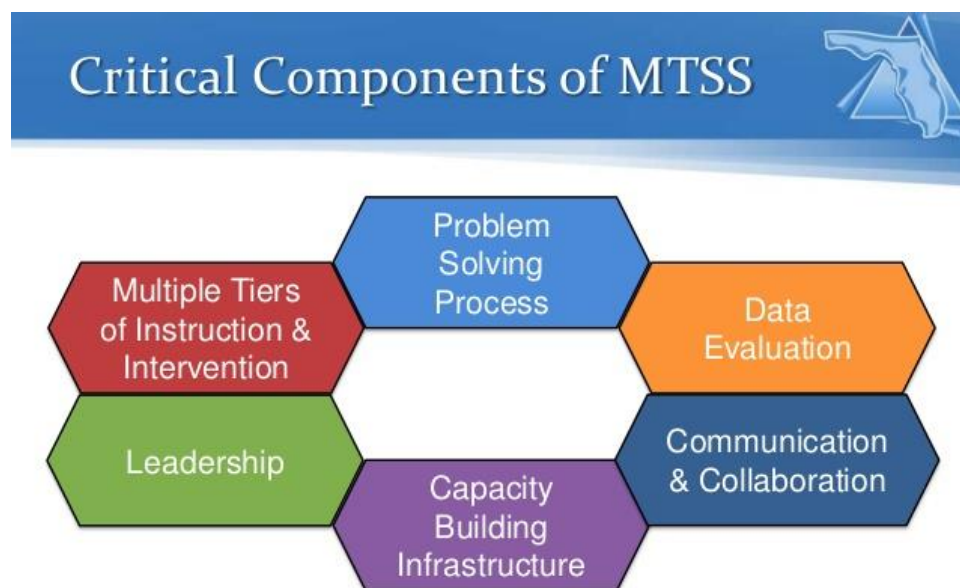 Critical Components of MTSS
Problem
Solving
Process
Data
Evaluation
Communication
& Collaboration
Capacity
Building
Infrastructure
Leadership
Multiple Tiers
of Instruction &
Intervention